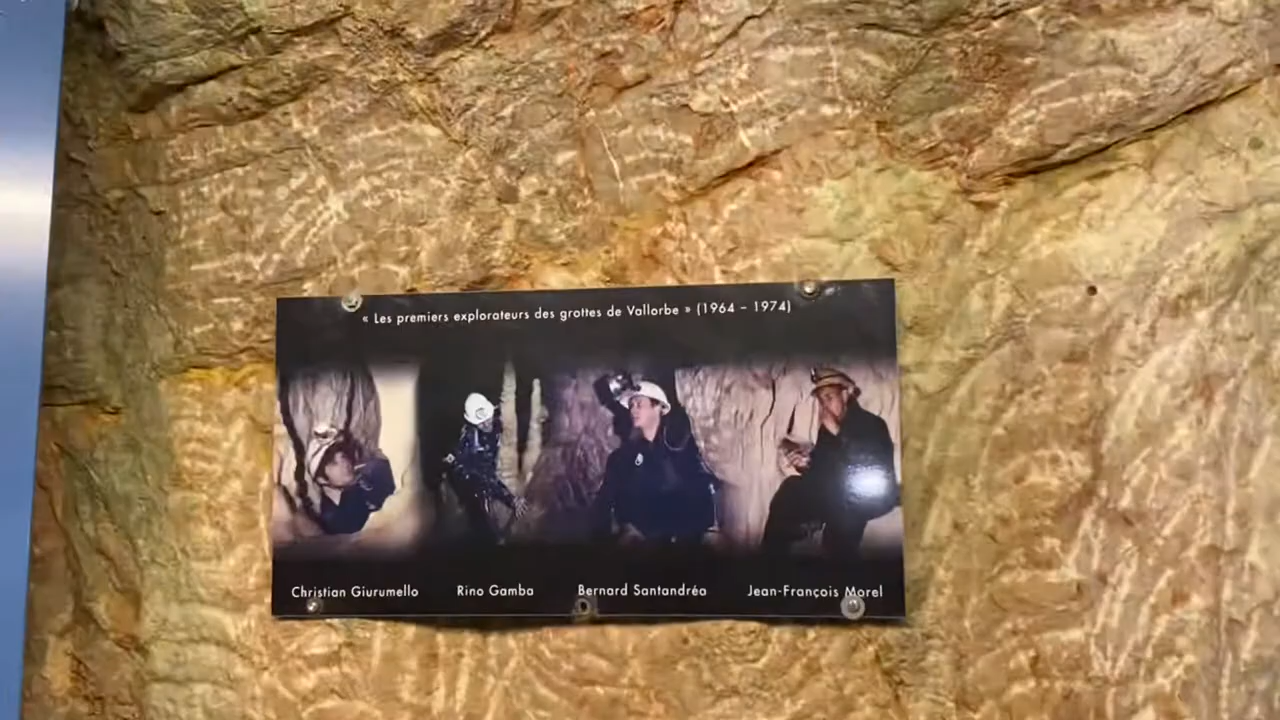 « Les premiers explorateurs des grottes de Vallorbe » (1964 – 1974)
Christian Giurumello Rino Gamba Bernard Santandréa Jean-François Morel